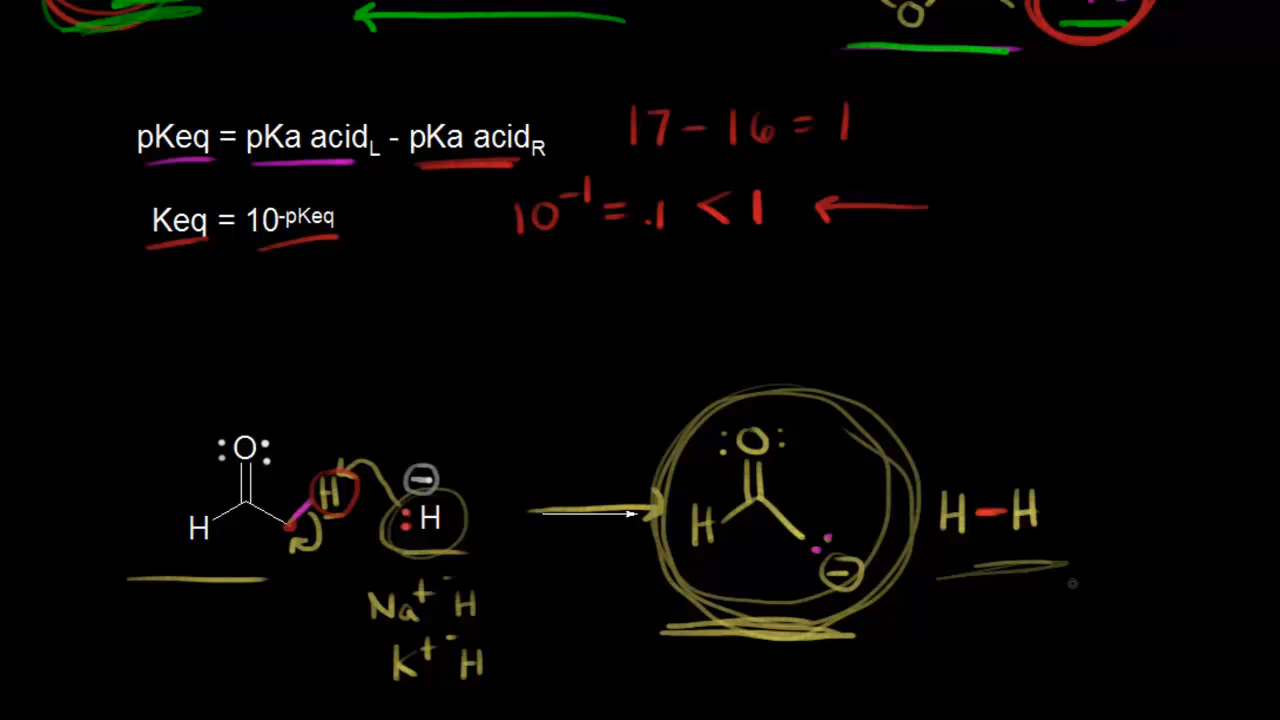 O
pKeq = pKa acidL - pKa acidR 17 - 16 = 1
Keq = 10-pKeq 10-1 = .1 < 1
:O: :O:
H H :H - H - H-H
Na+ -H
K+ -H